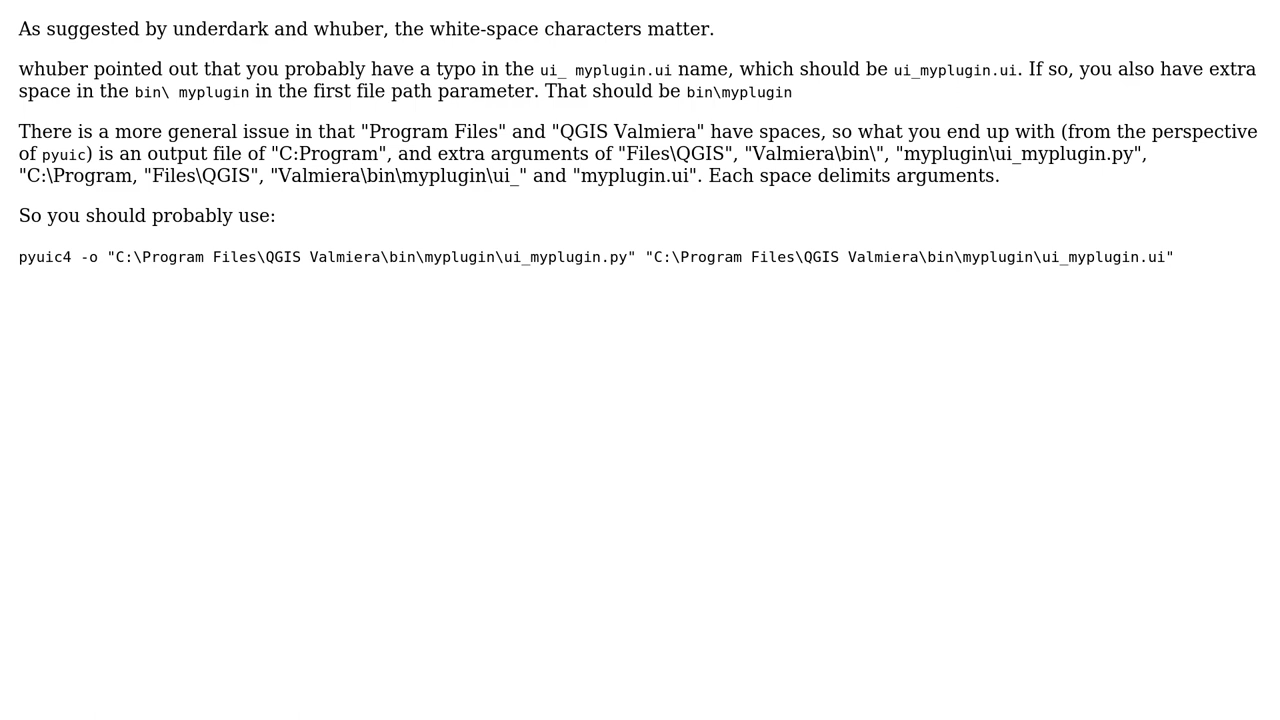 As suggested by underdark and whuber, the white-space characters matter.
whuber pointed out that you probably have a typo in the ui_ myplugin.ui name, which should be ui_myplugin.ui. If so, you also have extra
space in the bin\ myplugin in the first file path parameter. That should be bin\myplugin
There is a more general issue in that "Program Files" and "QGIS Valmiera" have spaces, so what you end up with (from the perspective
of pyuic) is an output file of "C:Program", and extra arguments of "Files\QGIS", "Valmiera\bin\", "myplugin\ui_myplugin.py",
"C:\Program, "Files\QGIS", "Valmiera\bin\myplugin\ui_" and "myplugin.ui". Each space delimits arguments.
So you should probably use:
pyuic4 -o "C:\Program Files\QGIS Valmiera\bin\myplugin\ui_myplugin.py" "C:\Program Files\QGIS Valmiera\bin\myplugin\ui_myplugin.ui"